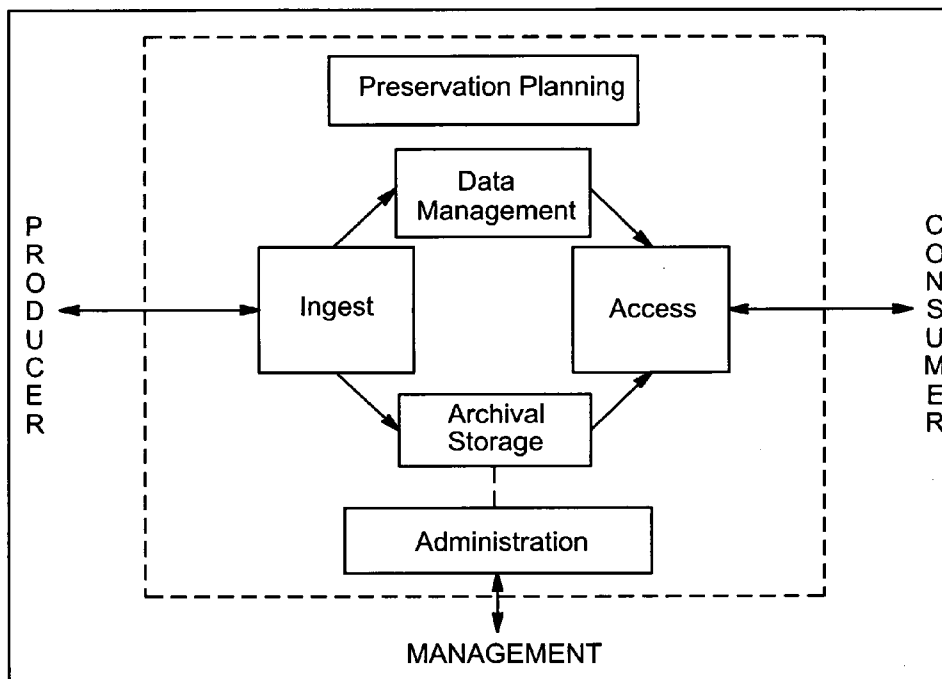 Preservation Planning
Data
Management
PRODUCER
Ingest
Access
CONSUMER
Archival
Storage
Administration
MANAGEMENT